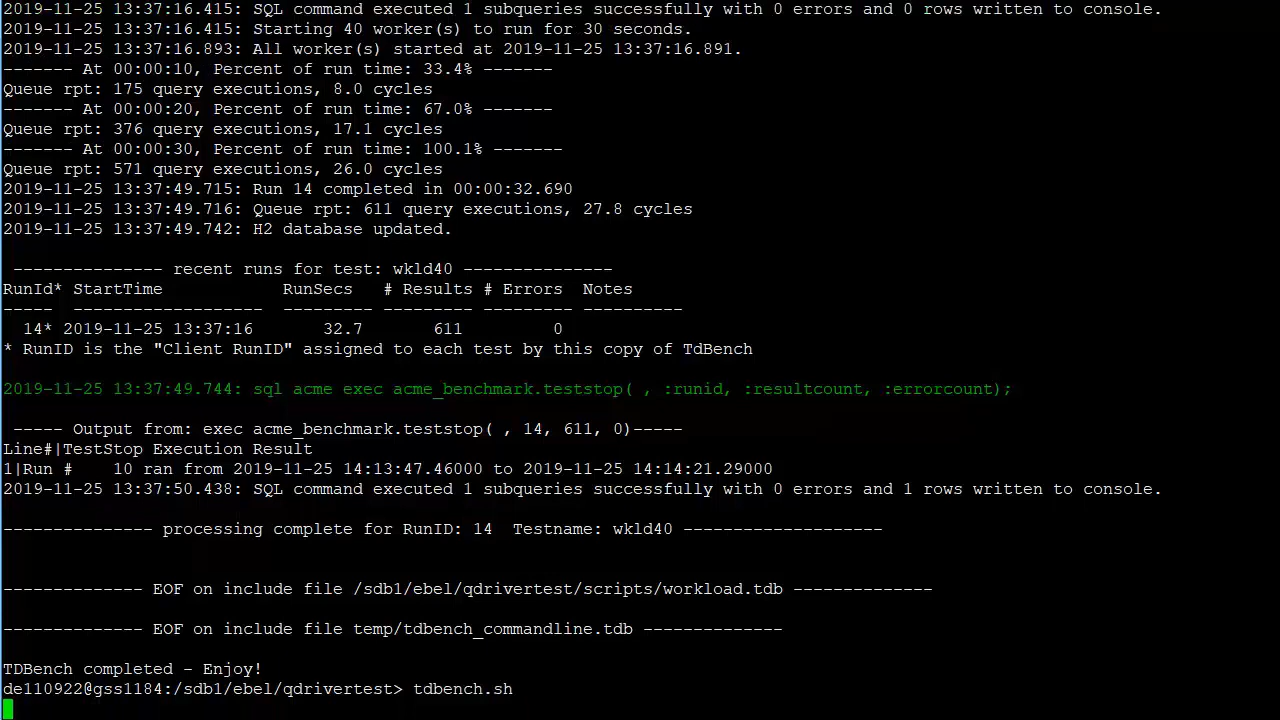 2019-11-25 13:37:16.415: SQL command executed 1 subqueries successfully with 0 errors and 0 rows written to console.
2019-11-25 13:37:16.415: Starting 40 worker(s) to run for 30 seconds.
2019-11-25 13:37:16.893: All worker(s) started at 2019-11-25 13:37:16.891.
------- At 00:00:10, Percent of run time: 33.4% -------
Queue rpt: 175 query executions, 8.0 cycles
------- At 00:00:20, Percent of run time: 67.0% -------
Queue rpt: 376 query executions, 17.1 cycles
------- At 00:00:30, Percent of run time: 100.1% -------
Queue rpt: 571 query executions, 26.0 cycles
2019-11-25 13:37:49.715: Run 14 completed in 00:00:32.690
2019-11-25 13:37:49.716: Queue rpt: 611 query executions, 27.8 cycles
2019-11-25 13:37:49.742: H2 database updated.
--------------- recent runs for test: wkld40 ---------------
RunId* StartTime            RunSecs   # Results # Errors  Notes
-----  -------------------  --------- --------- --------- ----------
14* 2019-11-25 13:37:16       32.7       611         0
* RunID is the "Client RunID" assigned to each test by this copy of TdBench
2019-11-25 13:37:49.744: sql acme exec acme_benchmark.teststop( , :runid, :resultcount, :errorcount);
----- Output from: exec acme_benchmark.teststop( , 14, 611, 0)-----
Line#|TestStop Execution Result
1|Run #    10 ran from 2019-11-25 14:13:47.46000 to 2019-11-25 14:14:21.29000
2019-11-25 13:37:50.438: SQL command executed 1 subqueries successfully with 0 errors and 1 rows written to console.
--------------- processing complete for RunID: 14  Testname: wkld40 --------------------
-------------- EOF on include file /sdb1/ebel/qdrivertest/scripts/workload.tdb --------------
-------------- EOF on include file temp/tdbench_commandline.tdb --------------
TDBench completed - Enjoy!
de110922@gss1184:/sdb1/ebel/qdrivertest> tdbench.sh